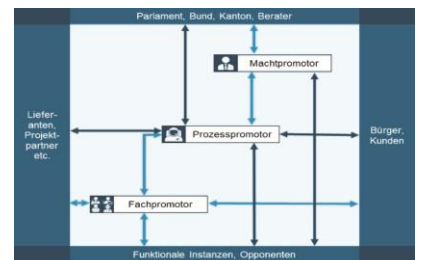 Parlament, Bund, Kanton, Berater
Machtpromotor
Liefer-
anten,
Projekt-
partner
etc.
Prozesspromotor
Bürger,
Kunden
Fachpromotor
Funktionale Instanzen, Opponenten